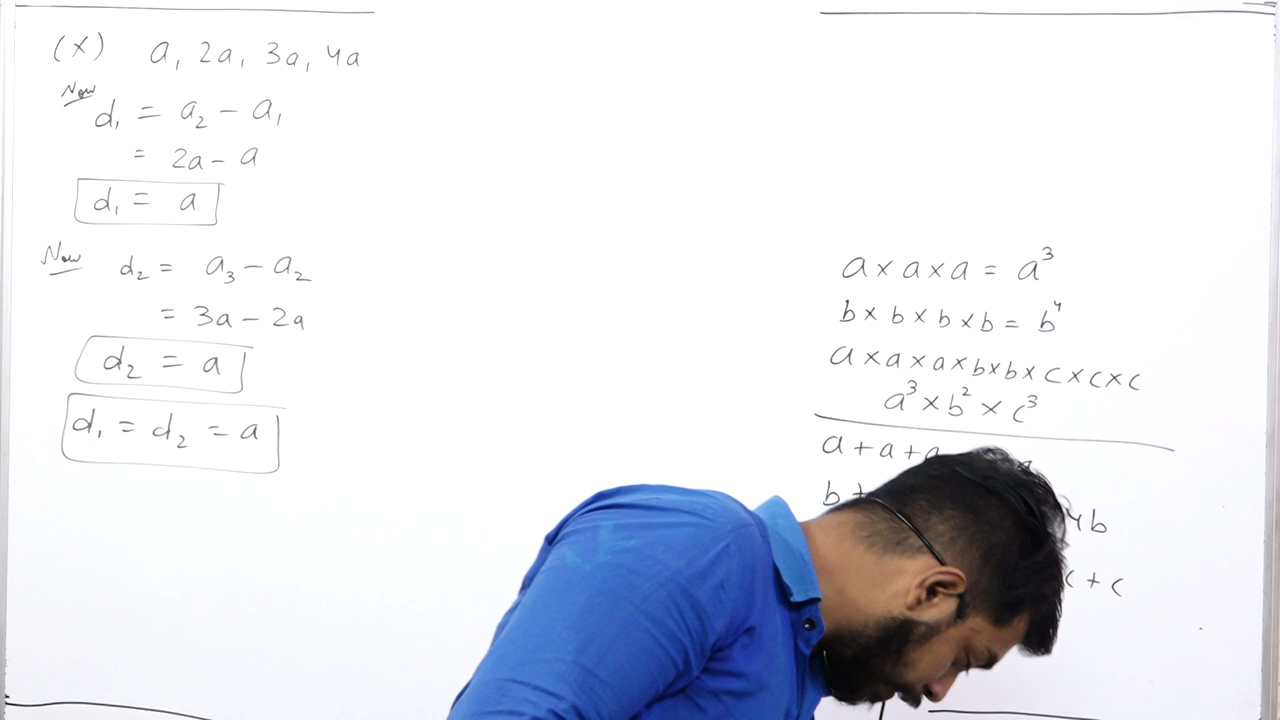 (x) a, 2a, 3a, 4a
Now
d₁ = a₂ - a₁
= 2a - a
d₁ = a
Now d₂ = a₃ - a₂
= 3a - 2a
d₂ = a
d₁ = d₂ = a
a × a × a = a³
b × b × b × b = b⁴
a × a × a × b × b × c × c × c
a³ × b² × c³
a + a + a
b + 4b
c + c